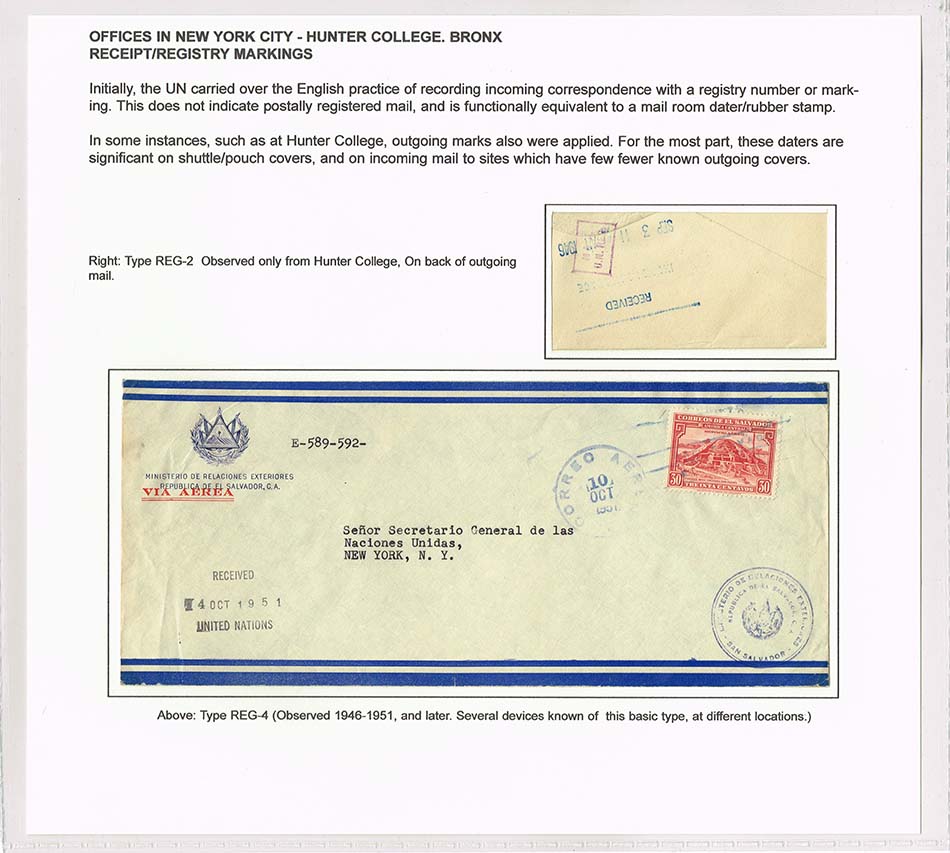 OFFICES IN NEW YORK CITY - HUNTER COLLEGE. BRONX
RECEIPT/REGISTRY MARKINGS
Initially, the UN carried over the English practice of recording incoming correspondence with a registry number or mark-
ing. This does not indicate postally registered mail, and is functionally equivalent to a mail room dater/rubber stamp.
In some instances, such as at Hunter College, outgoing marks also were applied. For the most part, these daters are
significant on shuttle/pouch covers, and on incoming mail to sites which have few fewer known outgoing covers.
Right: Type REG-2 Observed only from Hunter College, On back of outgoing
mail.
SEP 3 11 1946
RECEIVED
E-589-592-
MINISTERIO DE RELACIONES EXTERIORES
REPÚBLICA DE EL SALVADOR, C.A.
VIA AEREA
CORREO AEREO
10
OCT
CORREOS DE EL SALVADOR
50 TREINTA CENTAVOS 50
Señor Secretario General de las
Naciones Unidas,
NEW YORK, N. Y.
RECEIVED
4 OCT 1951
UNITED NATIONS
MINISTERIO DE RELACIONES EXTERIORES
REPUBLICA DE EL SALVADOR, C. A.
- SAN SALVADOR -
Above: Type REG-4 (Observed 1946-1951, and later. Several devices known of this basic type, at different locations.)